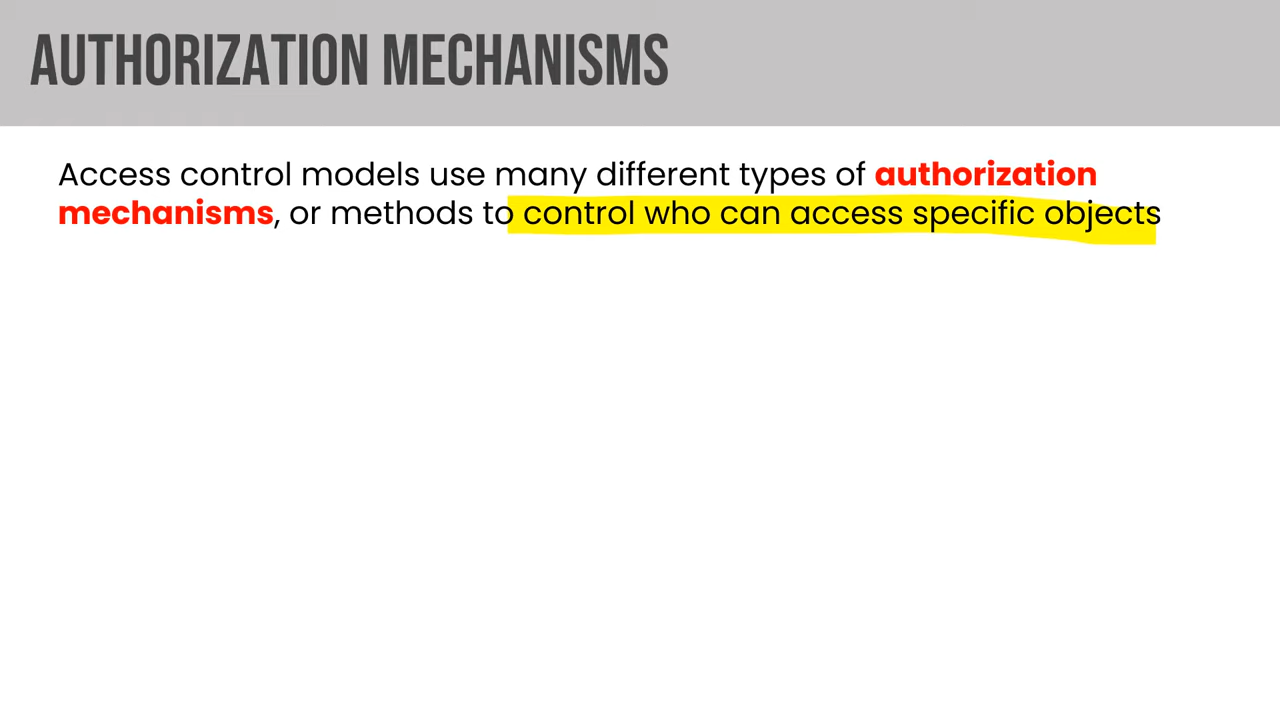 AUTHORIZATION MECHANISMS
Access control models use many different types of authorization
mechanisms, or methods to control who can access specific objects